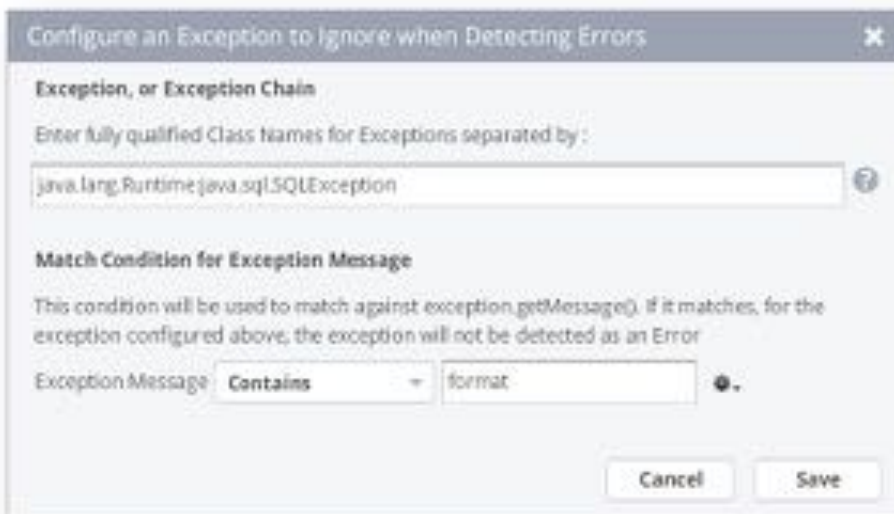 Configure an Exception to Ignore when Detecting Errors
Exception, or Exception Chain
Enter fully qualified Class Names for Exceptions separated by :
java.lang.Runtime:java.sql.SQLException
Match Condition for Exception Message
This condition will be used to match against exception.getMessage(). If it matches, for the
exception configured above, the exception will not be detected as an Error
Exception Message Contains format
Cancel Save